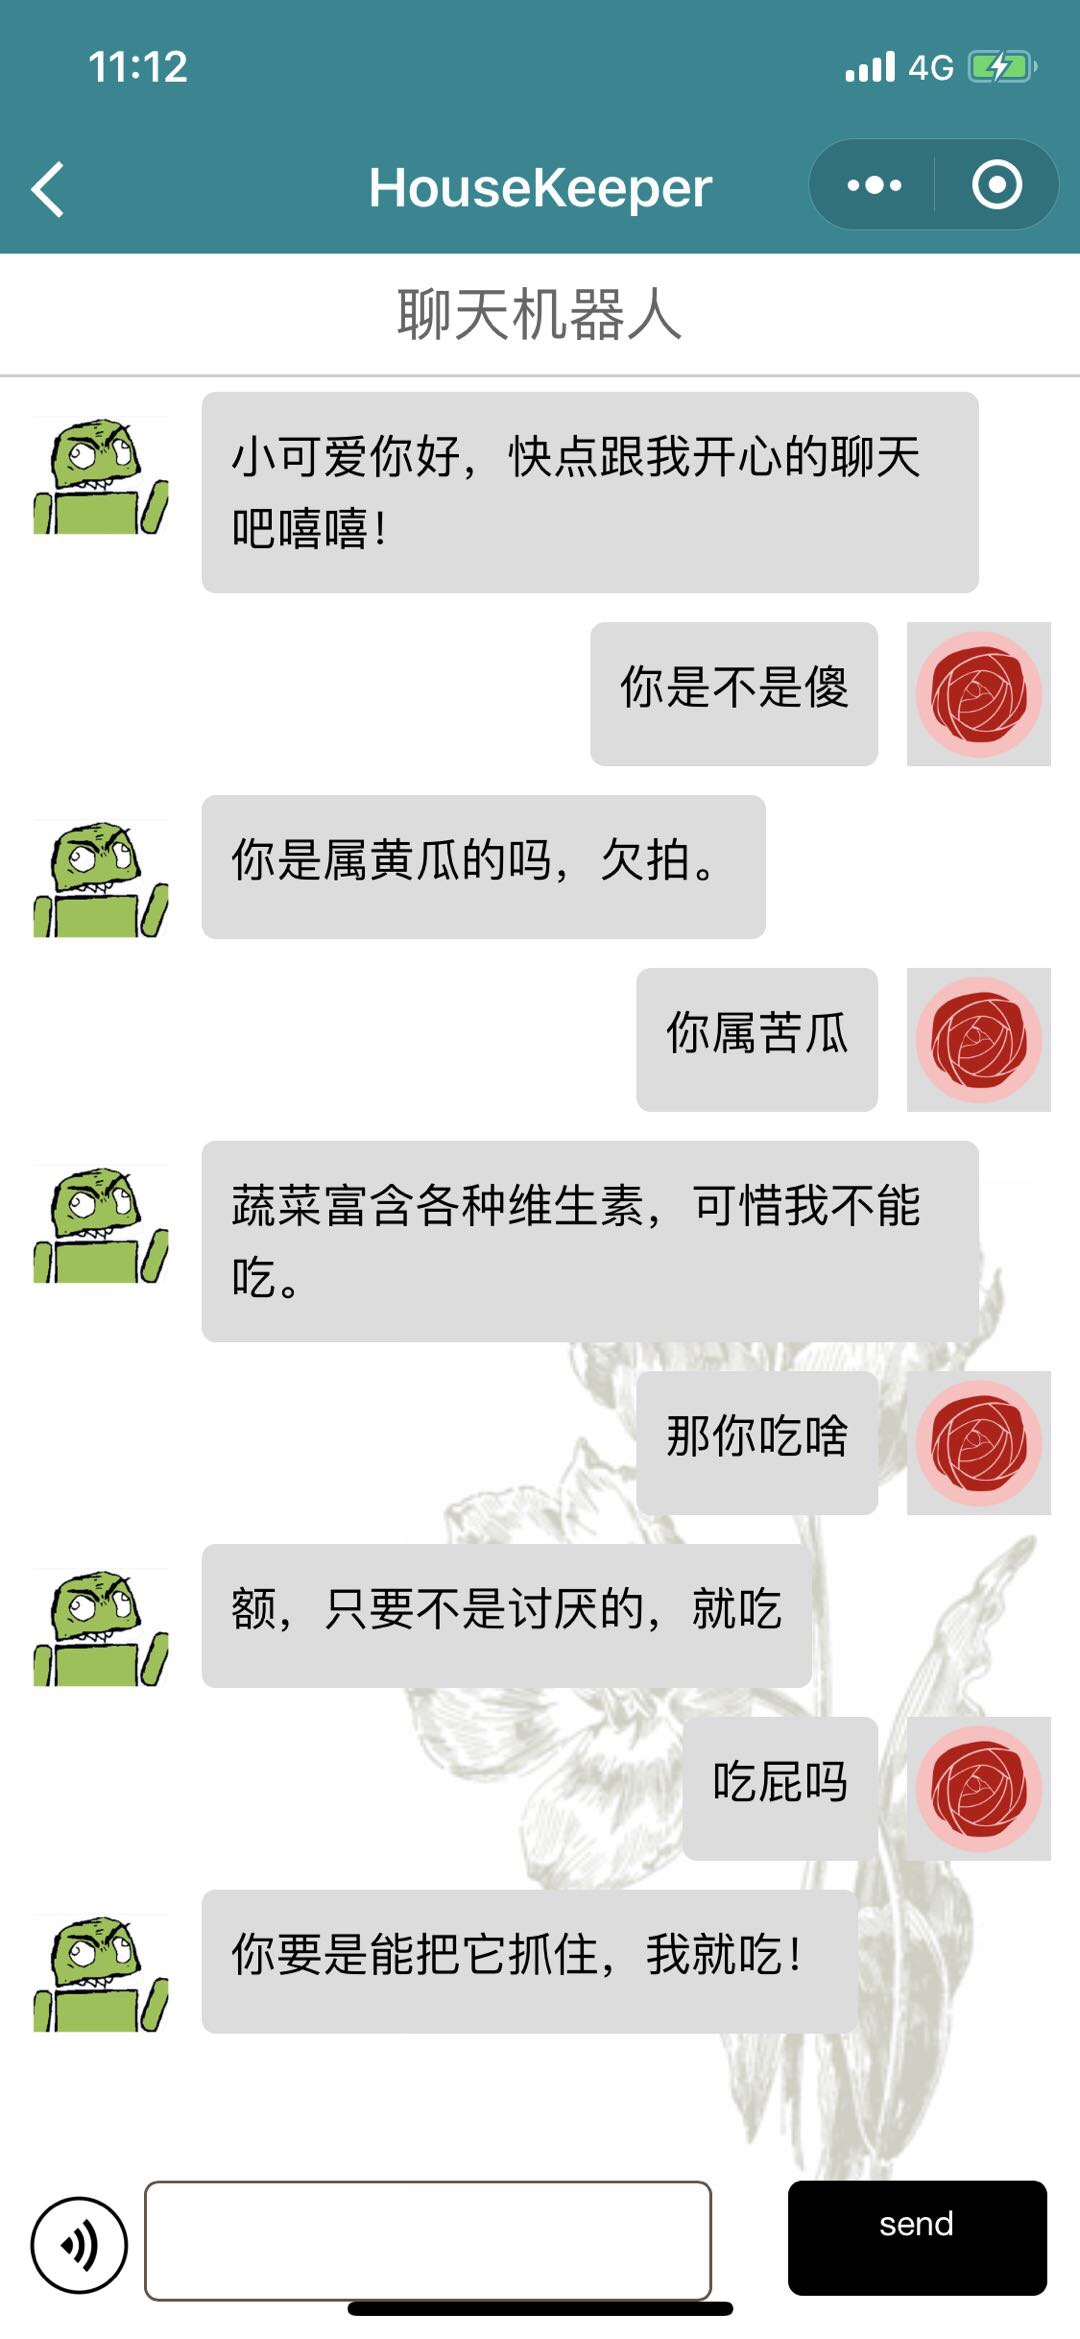 11:12
4G
HouseKeeper
聊天机器人
小可爱你好，快点跟我开心的聊天
吧嘻嘻！
你是不是傻
你是属黄瓜的吗，欠拍。
你属苦瓜
蔬菜富含各种维生素，可惜我不能
吃。
那你吃啥
额，只要不是讨厌的，就吃
吃屁吗
你要是能把它抓住，我就吃！
send